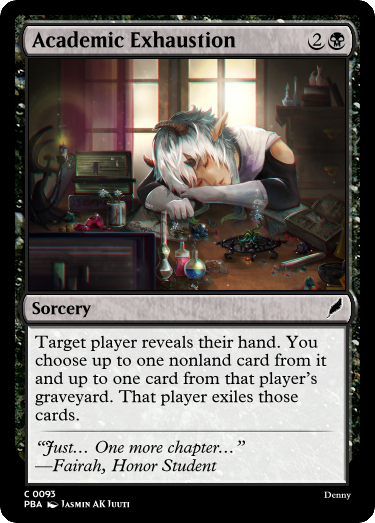 Academic Exhaustion 2
Sorcery
Target player reveals their hand. You
choose up to one nonland card from it
and up to one card from that player's
graveyard. That player exiles those
cards.
“Just… One more chapter…”
—Fairah, Honor Student
C 0093
Denny
PBA Jasmin AK Juuti